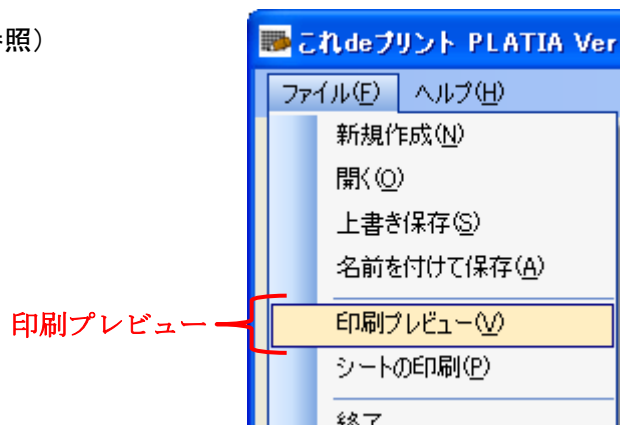 照）
これdeプリント PLATIA Ver
ファイル(F) ヘルプ(H)
新規作成(N)
開く(O)
上書き保存(S)
名前を付けて保存(A)
印刷プレビュー
印刷プレビュー(V)
シートの印刷(P)
終了